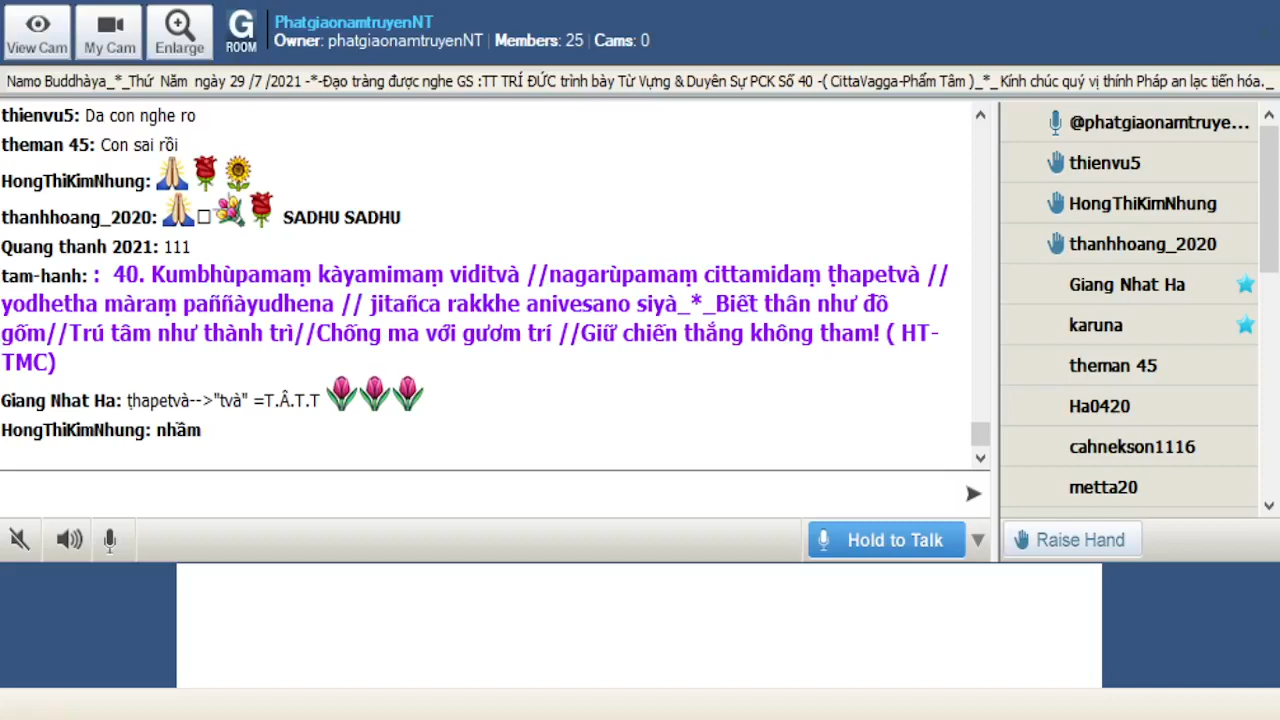 View Cam
My Cam
Enlarge
G
ROOM
PhatgiaonamtruyenNT
Owner: phatgiaonamtruyenNT | Members: 25 | Cams: 0
Namo Buddhàya_*_Thứ Năm ngày 29 /7 /2021 -*-Đạo tràng được nghe GS :TT TRÍ ĐỨC trình bày Từ Vựng & Duyên Sự PCK Số 40 -( CittaVagga-Phẩm Tâm )_*_ Kính chúc quý vị thính Pháp an lạc tiến hóa._
thienvu5: Da con nghe ro
theman 45: Con sai rồi
HongThiKimNhung:
thanhhoang_2020: SADHU SADHU
Quang thanh 2021: 111
tam-hanh: : 40. Kumbhùpamaṃ kàyamimaṃ viditvà //nagarùpamaṃ cittamidaṃ ṭhapetvà //
yodhetha màraṃ paññàyudhena // jitañca rakkhe anivesano siyà_*_Biết thân như đồ
gốm//Trú tâm như thành trì//Chống ma với gươm trí //Giữ chiến thắng không tham! ( HT-
TMC)
Giang Nhat Ha: ṭhapetvà-->"tvà" =T.Â.T.T
HongThiKimNhung: nhầm
@phatgiaonamtruye...
thienvu5
HongThiKimNhung
thanhhoang_2020
Giang Nhat Ha
karuna
theman 45
Ha0420
cahnekson1116
metta20
Hold to Talk
Raise Hand